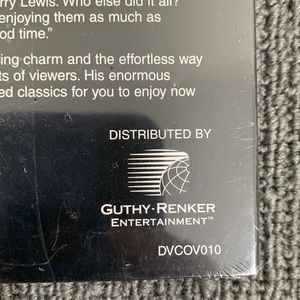 rry Lewis. Who else did it all?
enjoying them as much as
od time."
ing charm and the effortless way
ts of viewers. His enormous
ed classics for you to enjoy now
DISTRIBUTED BY
GUTHY-RENKER
ENTERTAINMENT™
DVCOV010